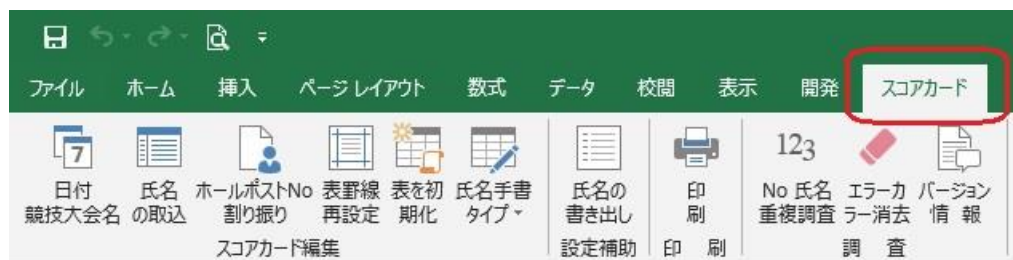 ファイル ホーム 挿入 ページ レイアウト 数式 データ 校閲 表示 開発 スコアカード
7 123
日付 氏名 ホールポストNo 表罫線 表を初 氏名手書 氏名の 印 No 氏名 エラーカ バージョン
競技大会名 の取込 割り振り 再設定 期化 タイプ 書き出し 刷 重複調査 ラー消去 情 報
スコアカード編集 設定補助 印 刷 調 査